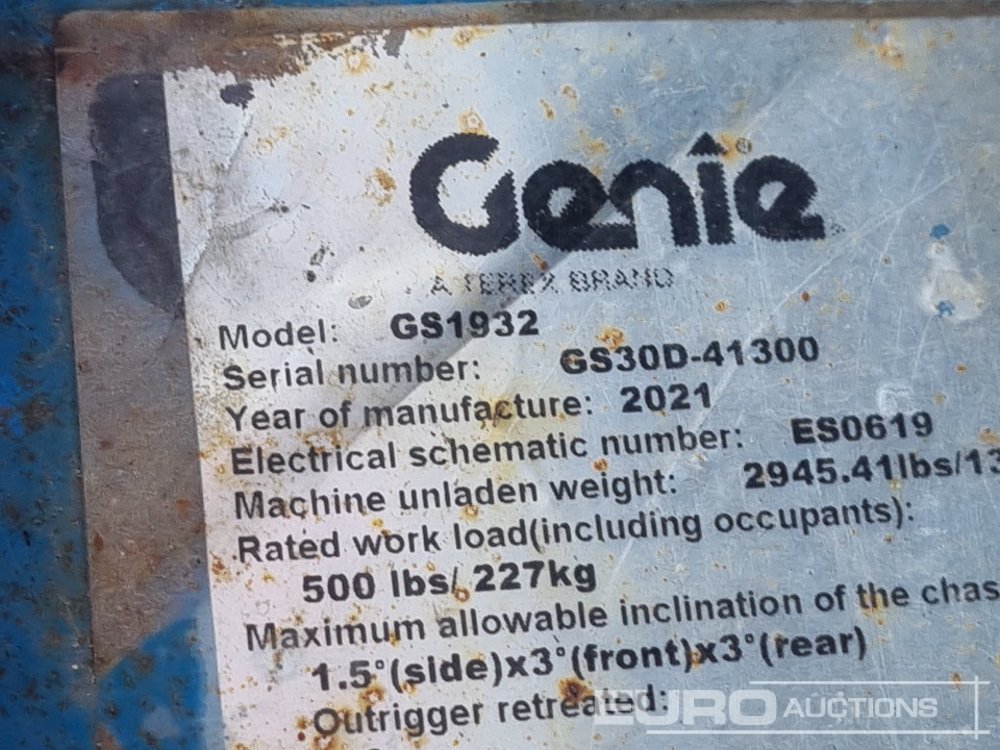 Genie
A TEREX BRAND
Model: GS1932
Serial number: GS30D-41300
Year of manufacture: 2021
Electrical schematic number: ES0619
Machine unladen weight: 2945.41lbs/13
Rated work load(including occupants):
500 lbs/ 227kg
Maximum allowable inclination of the chas
1.5°(side)x3°(front)x3°(rear)
Outrigger retreated:
EURO AUCTIONS